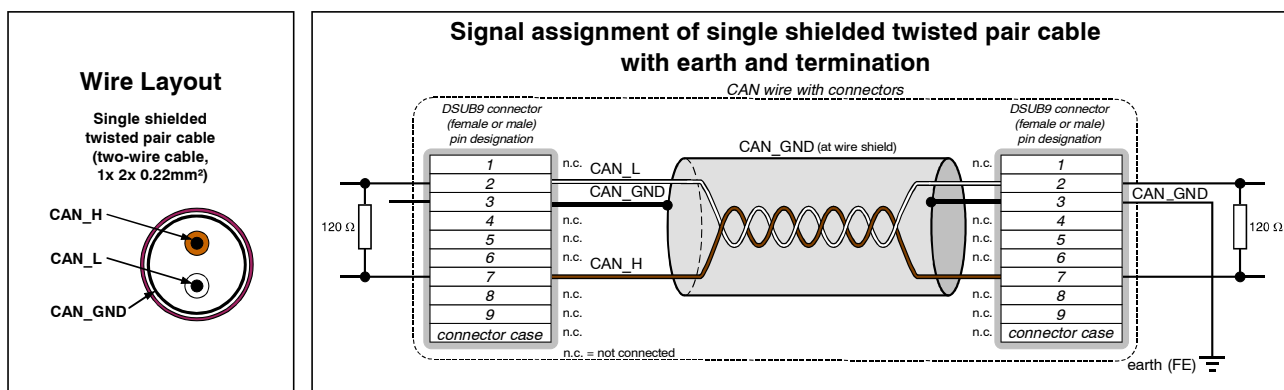 Wire Layout
Single shielded
twisted pair cable
(two-wire cable,
1x 2x 0.22mm²)
CAN_H
CAN_L
CAN_GND
Signal assignment of single shielded twisted pair cable
with earth and termination
CAN wire with connectors
DSUB9 connector
(female or male)
pin designation
1
2
3
4
5
6
7
8
9
connector case
120 Ω
n.c.
CAN_L
CAN_GND
n.c.
n.c.
n.c.
CAN_H
n.c.
n.c.
n.c.
n.c. = not connected
CAN_GND (at wire shield)
DSUB9 connector
(female or male)
pin designation
n.c.
n.c.
n.c.
n.c.
n.c.
n.c.
n.c.
1
2
3
4
5
6
7
8
9
connector case
CAN_GND
120 Ω
earth (FE)